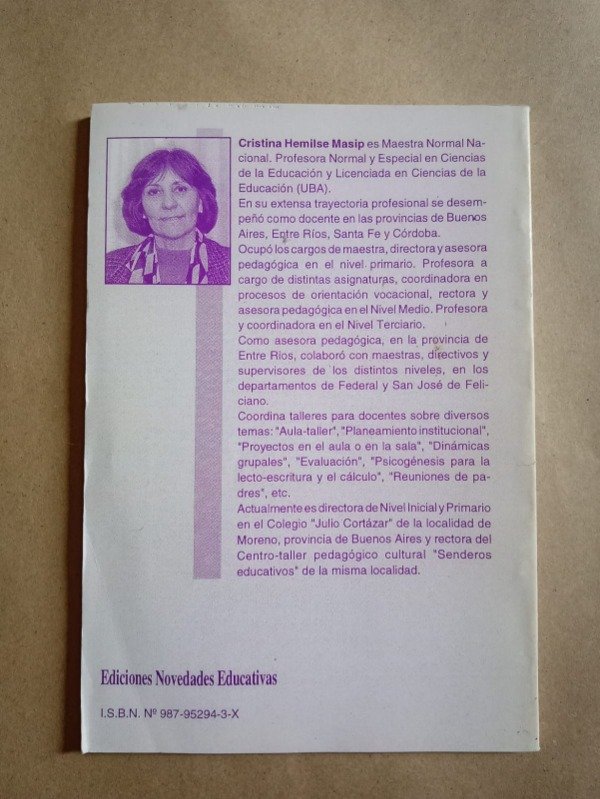 Cristina Hemilse Masip es Maestra Normal Na-
cional. Profesora Normal y Especial en Ciencias
de la Educación y Licenciada en Ciencias de la
Educación (UBA).
En su extensa trayectoria profesional se desem-
peñó como docente en las provincias de Buenos
Aires, Entre Ríos, Santa Fe y Córdoba.
Ocupó los cargos de maestra, directora y asesora
pedagógica en el nivel primario. Profesora a
cargo de distintas asignaturas, coordinadora en
procesos de orientación vocacional, rectora y
asesora pedagógica en el Nivel Medio. Profesora
y coordinadora en el Nivel Terciario.
Como asesora pedagógica, en la provincia de
Entre Ríos, colaboró con maestras, directivos y
supervisores de los distintos niveles, en los
departamentos de Federal y San José de Feli-
ciano.
Coordina talleres para docentes sobre diversos
temas: "Aula-taller", "Planeamiento institucional",
"Proyectos en el aula o en la sala", "Dinámicas
grupales", "Evaluación", "Psicogénesis para la
lecto-escritura y el cálculo", "Reuniones de pa-
dres", etc.
Actualmente es directora de Nivel Inicial y Primario
en el Colegio "Julio Cortázar" de la localidad de
Moreno, provincia de Buenos Aires y rectora del
Centro-taller pedagógico cultural "Senderos
educativos" de la misma localidad.
Ediciones Novedades Educativas
I.S.B.N. Nº 987-95294-3-X